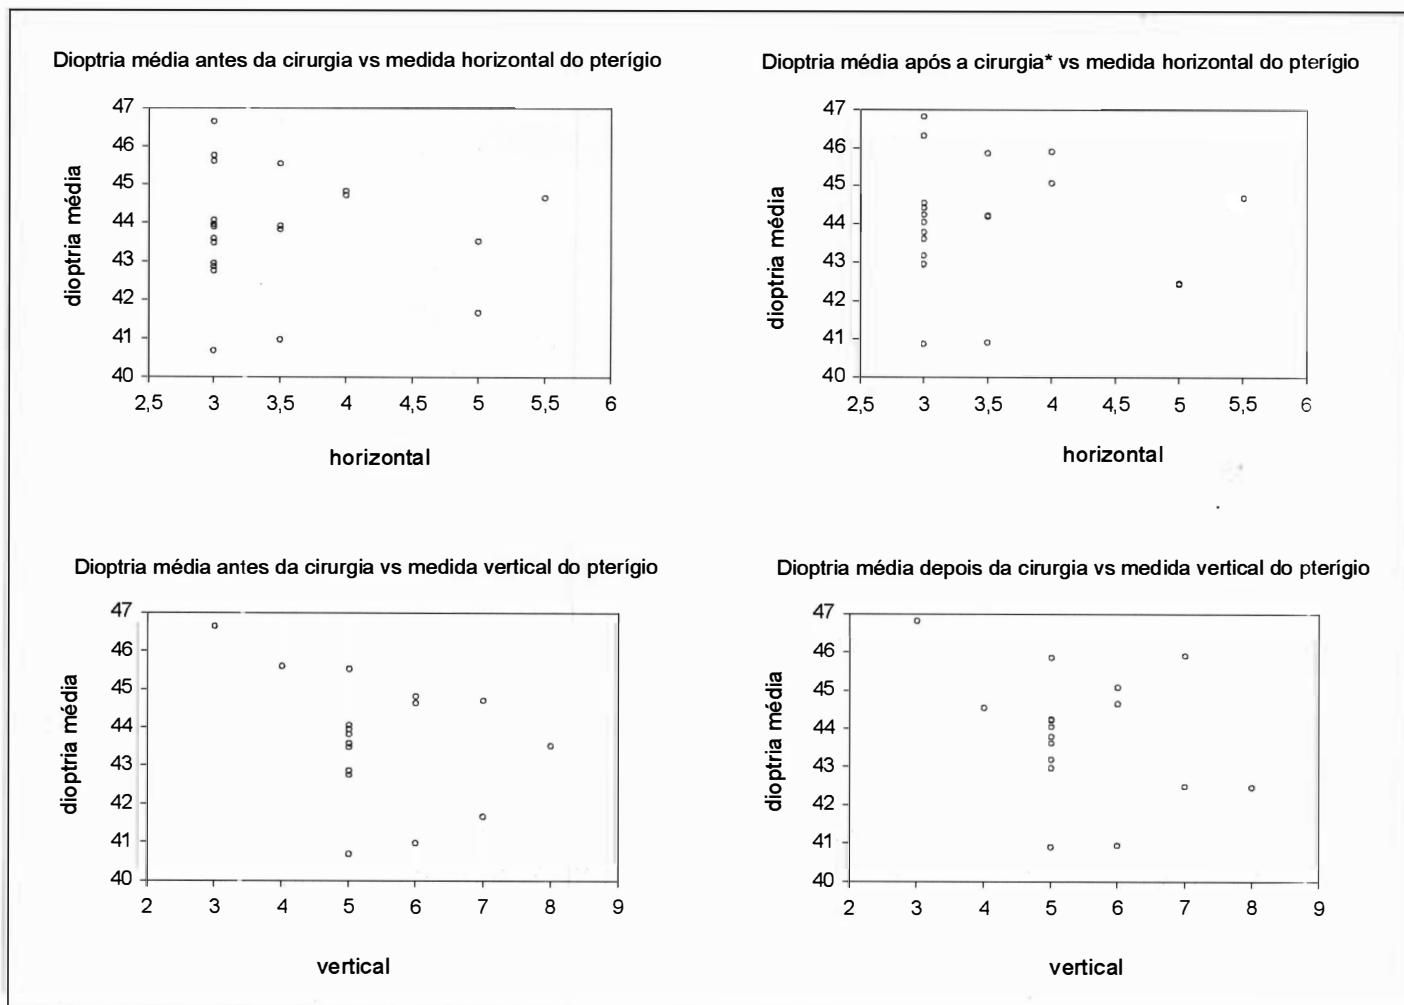 Dioptria média antes da cirurgia vs medida horizontal do pterígio
47
46
45
44
43
42
41
40
dioptria média
2,5 3 3,5 4 4,5 5 5,5 6
horizontal
Dioptria média após a cirurgia* vs medida horizontal do pterígio
47
46
45
44
43
42
41
40
dioptria média
2,5 3 3,5 4 4,5 5 5,5 6
horizontal
Dioptria média antes da cirurgia vs medida vertical do pterígio
47
46
45
44
43
42
41
40
dioptria média
2 3 4 5 6 7 8 9
vertical
Dioptria média depois da cirurgia vs medida vertical do pterígio
47
46
45
44
43
42
41
40
dioptria média
2 3 4 5 6 7 8 9
vertical